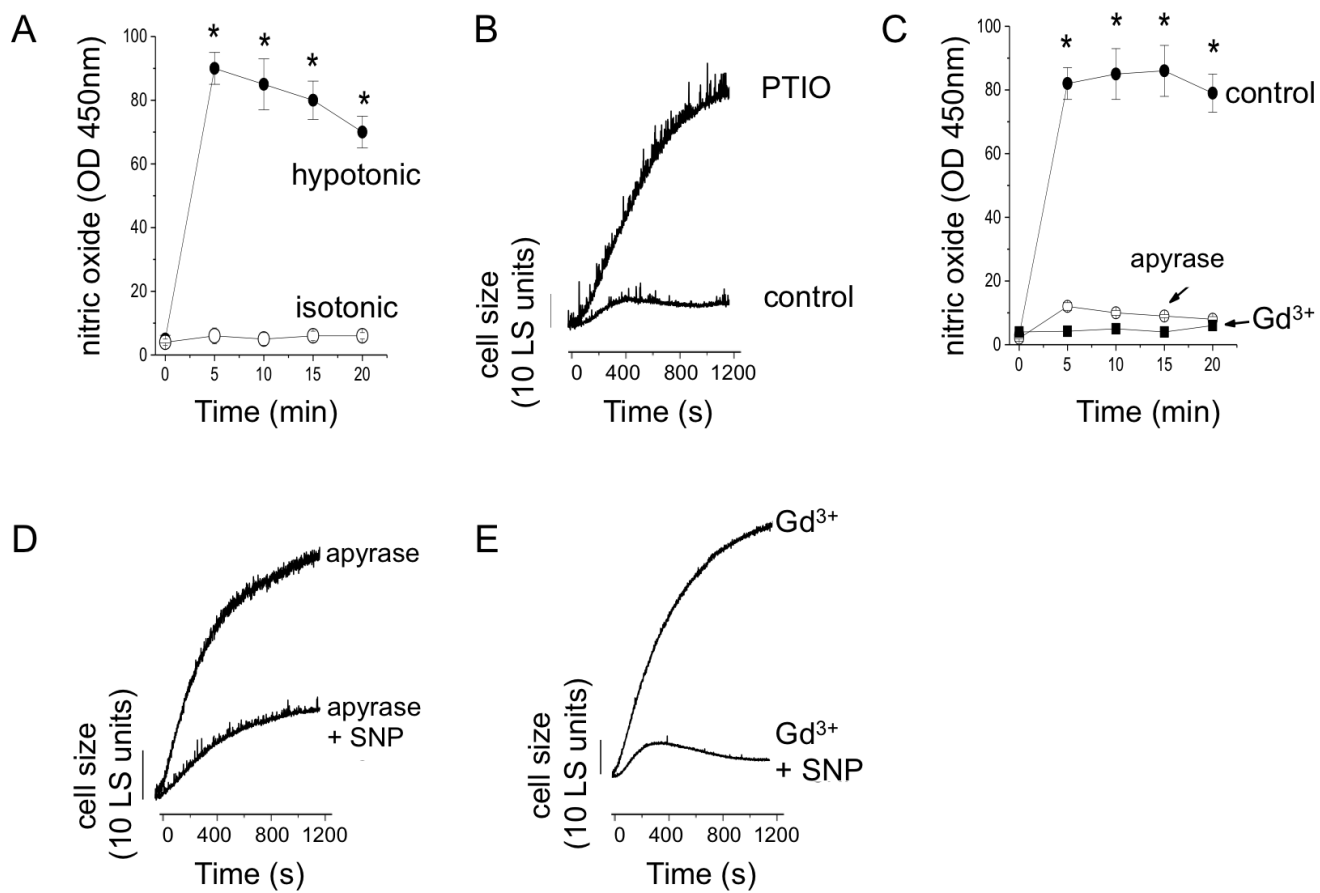 A
nitric oxide (OD 450nm)
100
80
60
40
20
0
*
*
*
*
hypotonic
isotonic
0 5 10 15 20
Time (min)
B
cell size
(10 LS units)
PTIO
control
0 400 800 1200
Time (s)
C
nitric oxide (OD 450nm)
100
80
60
40
20
0
*
*
*
*
control
apyrase
Gd³⁺
0 5 10 15 20
Time (min)
D
cell size
(10 LS units)
apyrase
apyrase
+ SNP
0 400 800 1200
Time (s)
E
cell size
(10 LS units)
Gd³⁺
Gd³⁺
+ SNP
0 400 800 1200
Time (s)